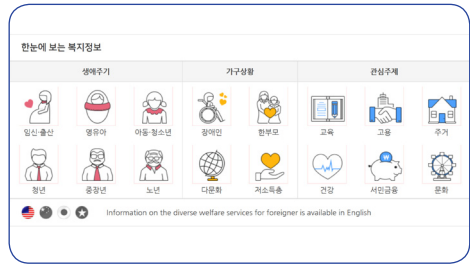 한눈에 보는 복지정보
생애주기 가구상황 관심주제
임신·출산 영유아 아동·청소년 장애인 한부모 교육 고용 주거
청년 중장년 노년 다문화 저소득층 건강 서민금융 문화
Information on the diverse welfare services for foreigner is available in English